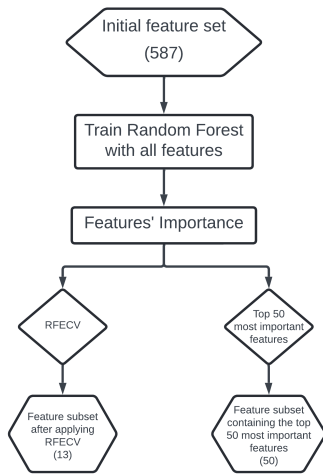 Initial feature set
(587)
Train Random Forest
with all features
Features' Importance
RFECV
Top 50
most important
features
Feature subset
after applying
RFECV
(13)
Feature subset
containing the top
50 most important
features
(50)